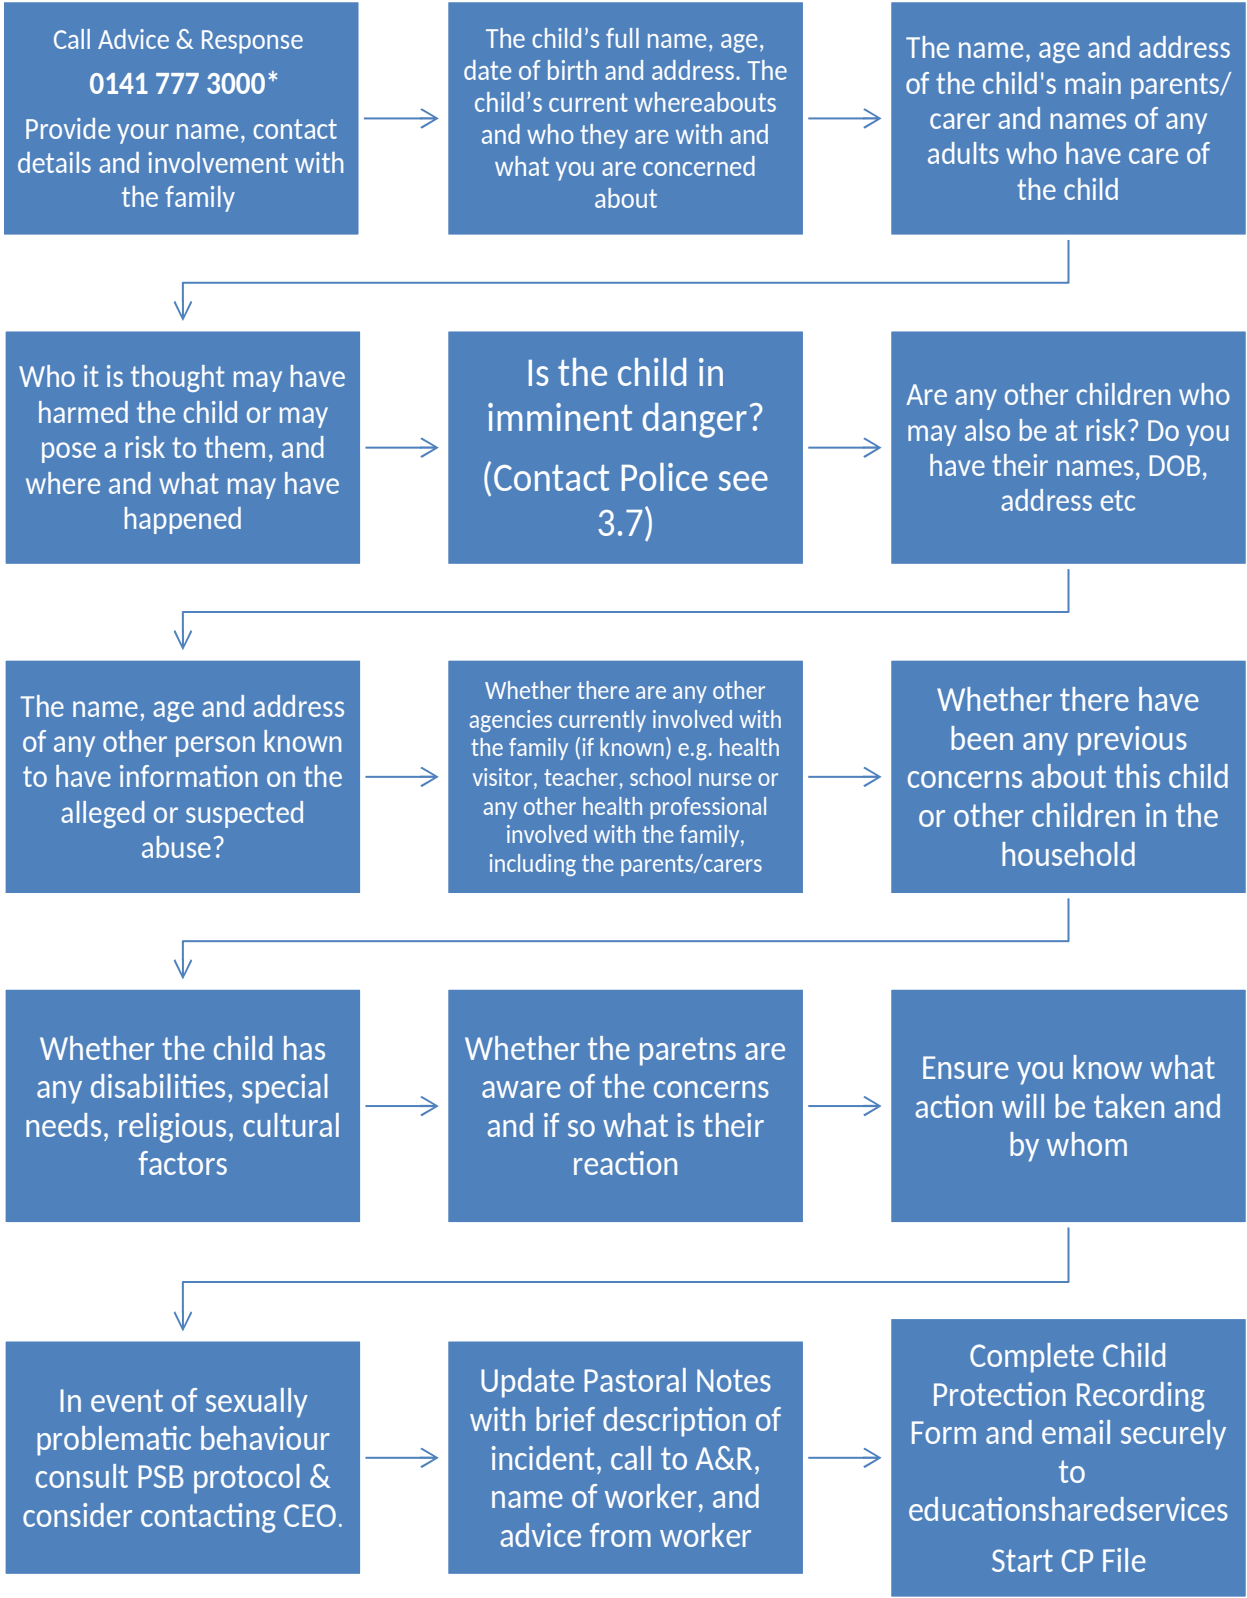 Call Advice & Response
0141 777 3000*
Provide your name, contact
details and involvement with
the family
The child’s full name, age,
date of birth and address. The
child’s current whereabouts
and who they are with and
what you are concerned
about
The name, age and address
of the child's main parents/
carer and names of any
adults who have care of
the child
Who it is thought may have
harmed the child or may
pose a risk to them, and
where and what may have
happened
Is the child in
imminent danger?
(Contact Police see
3.7)
Are any other children who
may also be at risk? Do you
have their names, DOB,
address etc
The name, age and address
of any other person known
to have information on the
alleged or suspected
abuse?
Whether there are any other
agencies currently involved with
the family (if known) e.g. health
visitor, teacher, school nurse or
any other health professional
involved with the family,
including the parents/carers
Whether there have
been any previous
concerns about this child
or other children in the
household
Whether the child has
any disabilities, special
needs, religious, cultural
factors
Whether the paretns are
aware of the concerns
and if so what is their
reaction
Ensure you know what
action will be taken and
by whom
In event of sexually
problematic behaviour
consult PSB protocol &
consider contacting CEO.
Update Pastoral Notes
with brief description of
incident, call to A&R,
name of worker, and
advice from worker
Complete Child
Protection Recording
Form and email securely
to
educationsharedservices
Start CP File